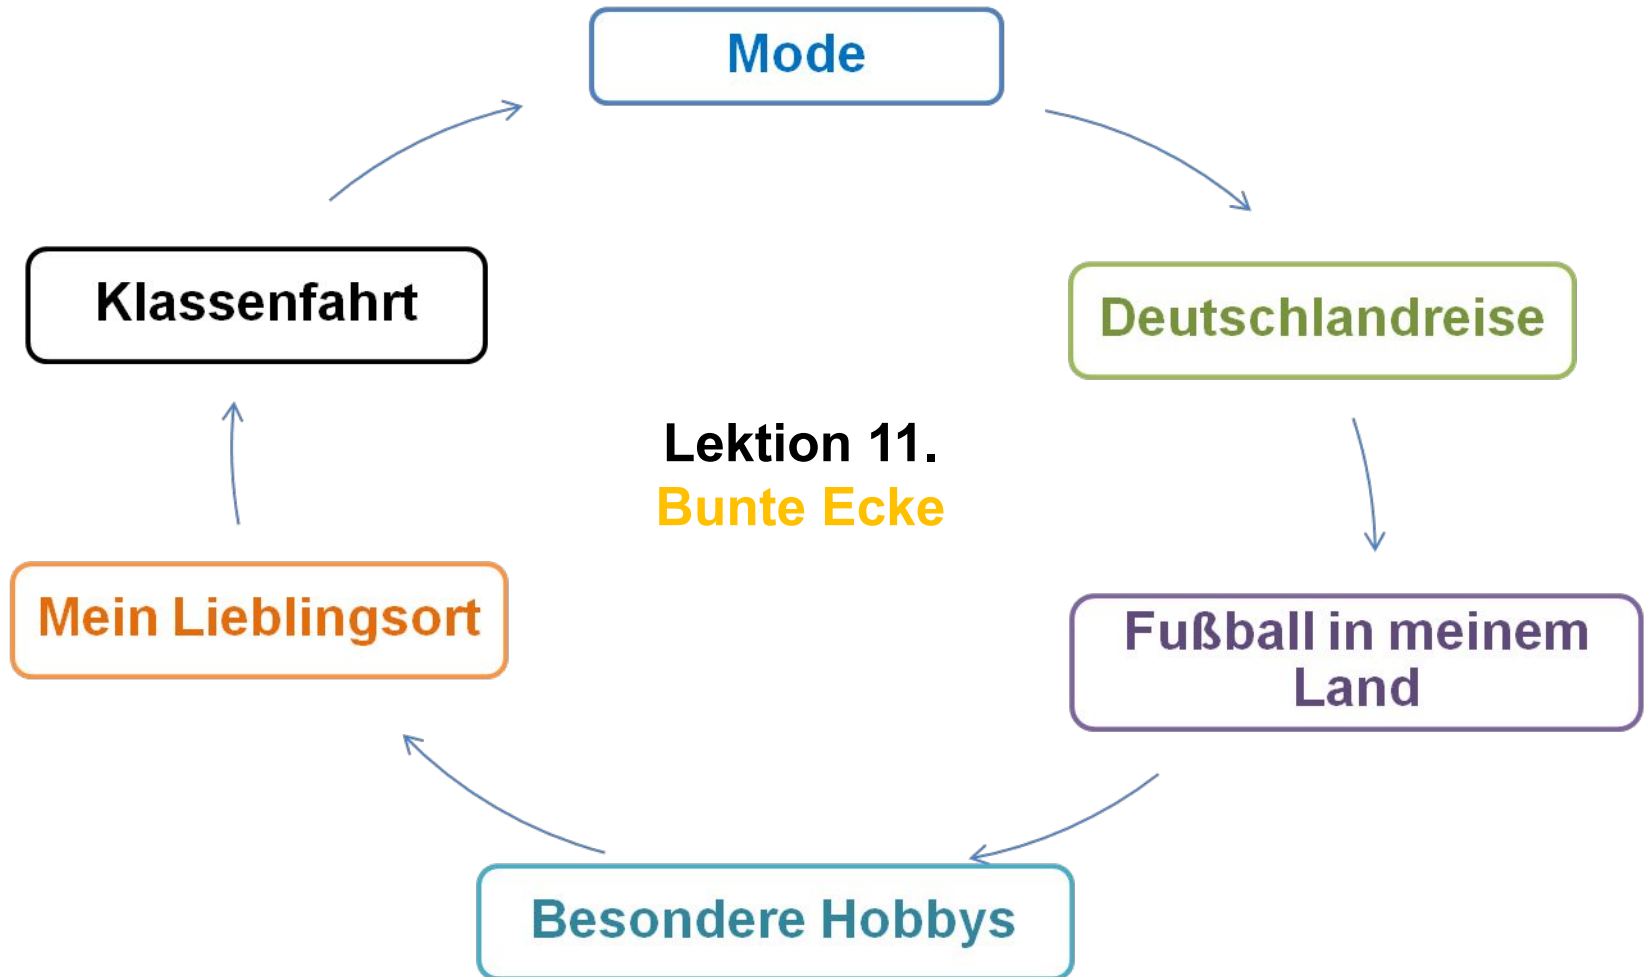 Mode
Klassenfahrt
Deutschlandreise
Lektion 11.
Bunte Ecke
Mein Lieblingsort
Fußball in meinem
Land
Besondere Hobbys